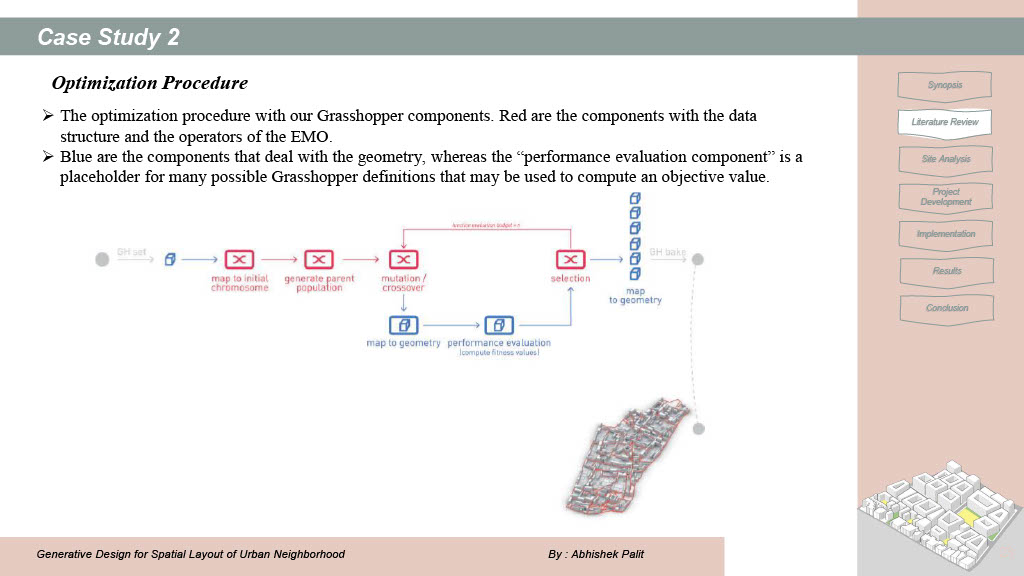 Case Study 2
Optimization Procedure
➢ The optimization procedure with our Grasshopper components. Red are the components with the data
structure and the operators of the EMO.
➢ Blue are the components that deal with the geometry, whereas the “performance evaluation component” is a
placeholder for many possible Grasshopper definitions that may be used to compute an objective value.
GH set
map to initial
chromosome
generate parent
population
mutation /
crossover
selection
GH bake
map
to geometry
map to geometry
performance evaluation
(compute fitness values)
Synopsis
Literature Review
Site Analysis
Project
Development
Implementation
Results
Conclusion
Generative Design for Spatial Layout of Urban Neighborhood
By : Abhishek Palit